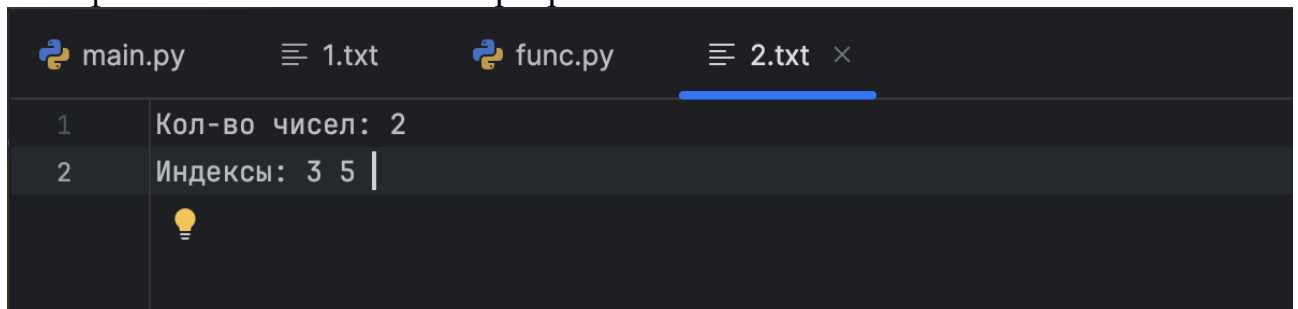 main.py 1.txt func.py 2.txt
1 Кол-во чисел: 2
2 Индексы: 3 5